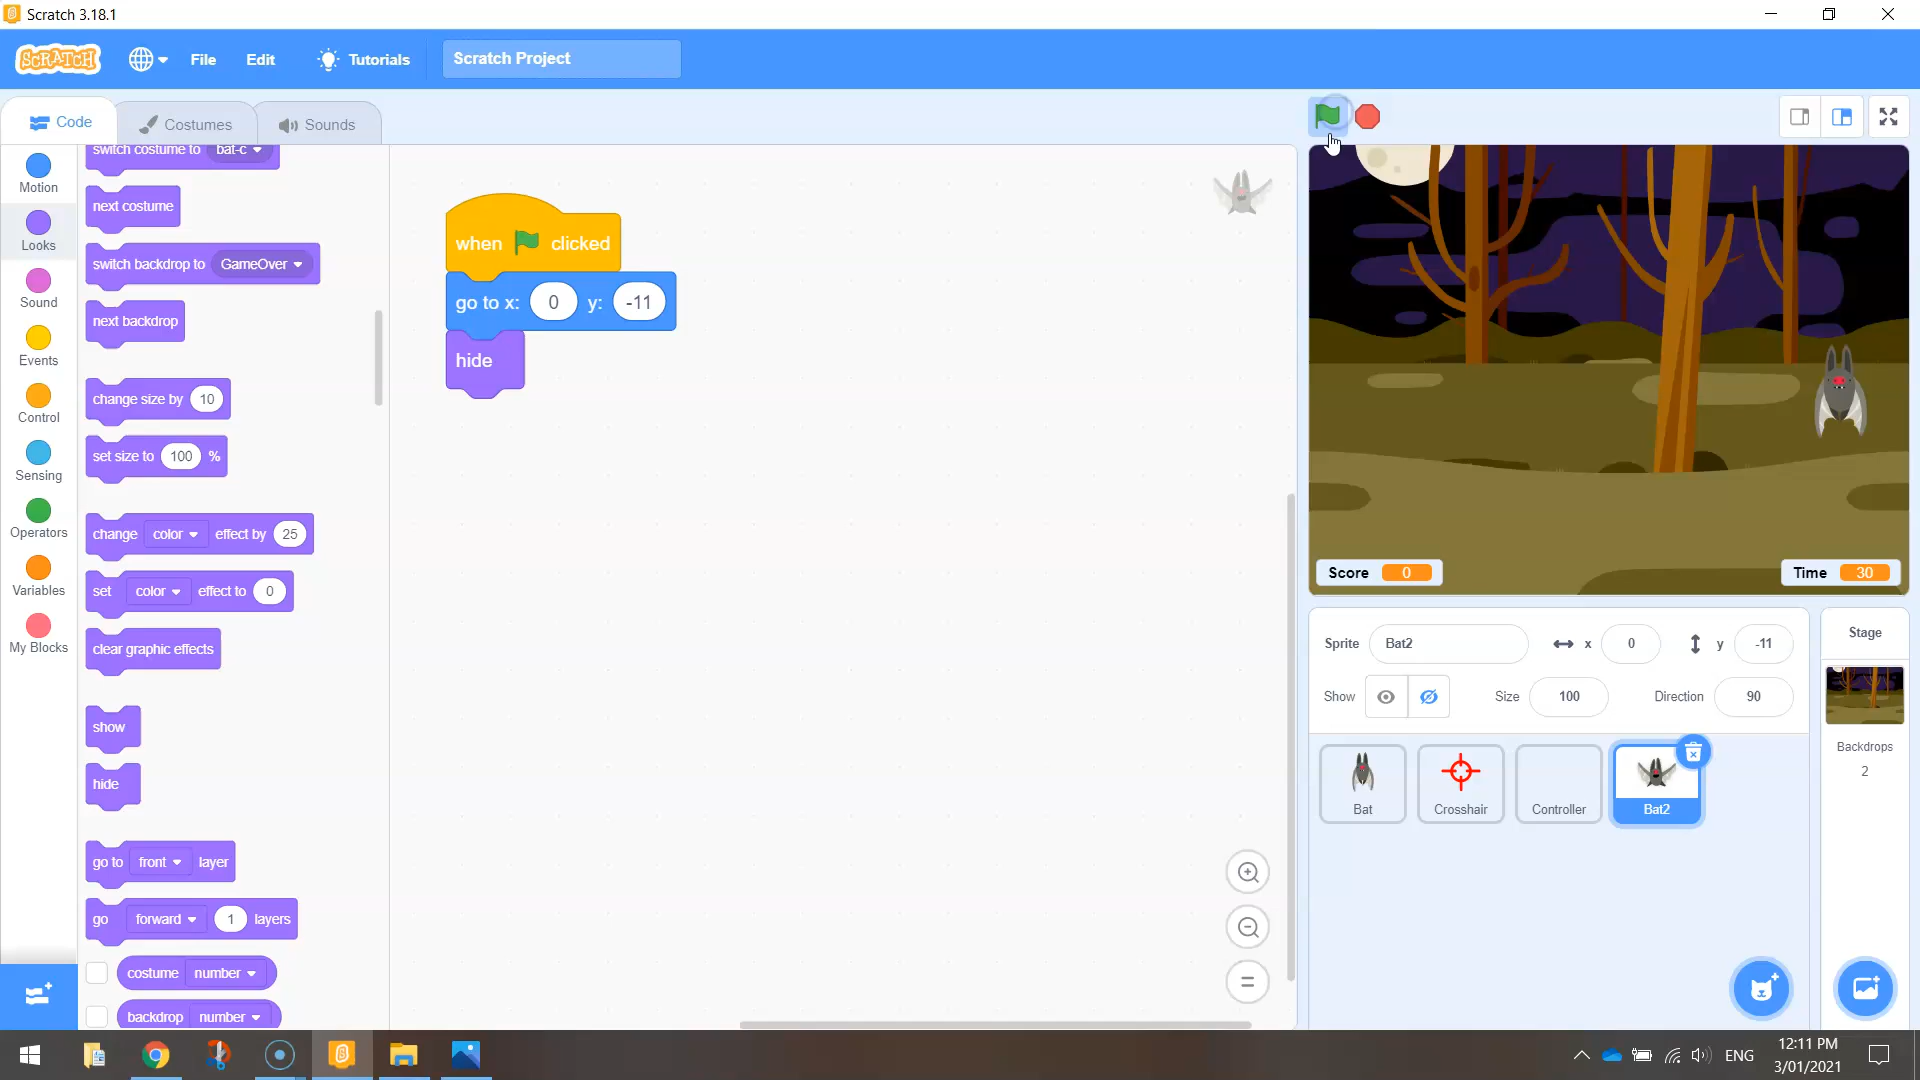 Scratch 3.18.1
SCRATCH
File
Edit
Tutorials
Scratch Project
Code
Costumes
Sounds
Motion
Looks
Sound
Events
Control
Sensing
Operators
Variables
My Blocks
switch costume to bat-c
next costume
switch backdrop to GameOver
next backdrop
change size by 10
set size to 100 %
change color effect by 25
set color effect to 0
clear graphic effects
show
hide
go to front layer
go forward 1 layers
costume number
backdrop number
when clicked
go to x: 0 y: -11
hide
Score 0
Time 30
Sprite Bat2 x 0 y -11
Show Size 100 Direction 90
Bat
Crosshair
Controller
Bat2
Stage
Backdrops
2
ENG
12:11 PM
3/01/2021